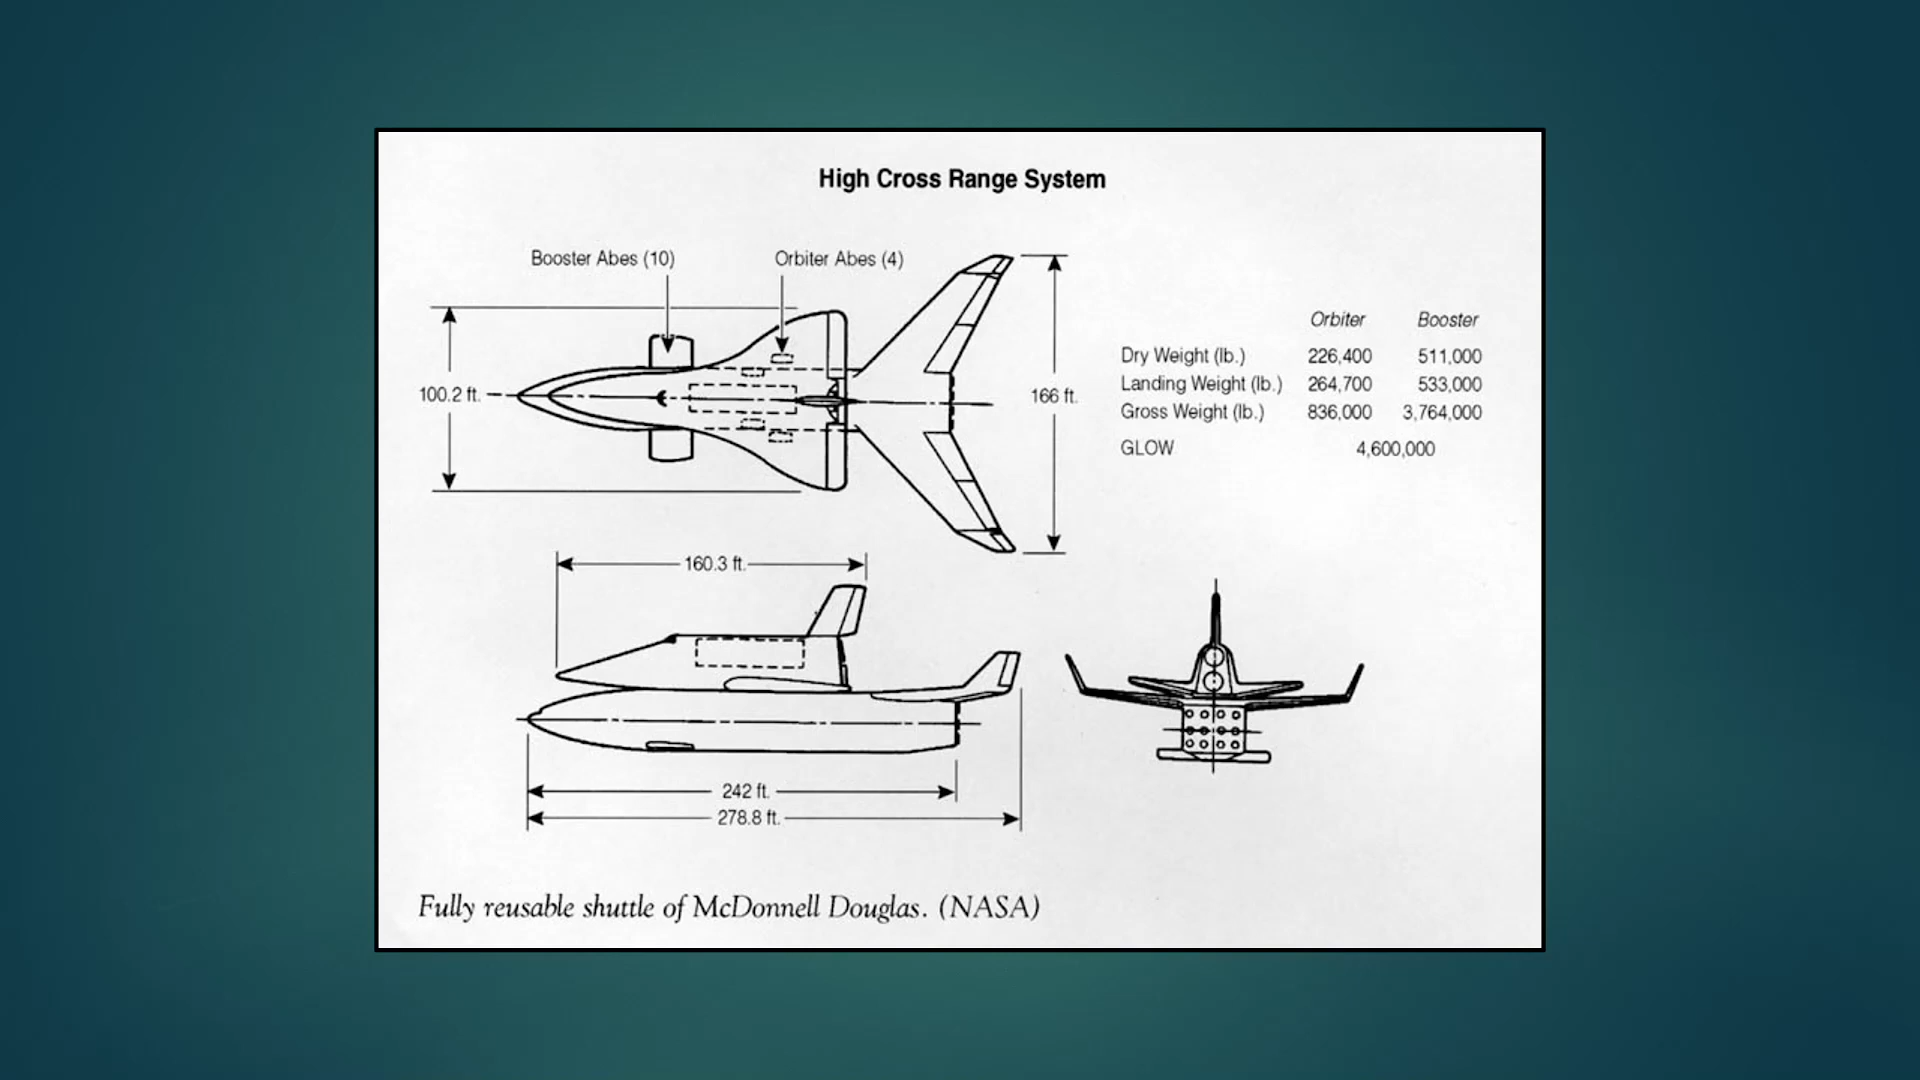 High Cross Range System
Booster Abes (10)
Orbiter Abes (4)
100.2 ft.
166 ft.
Orbiter Booster
Dry Weight (lb.) 226,400 511,000
Landing Weight (lb.) 264,700 533,000
Gross Weight (lb.) 836,000 3,764,000
GLOW 4,600,000
160.3 ft.
242 ft.
278.8 ft.
Fully reusable shuttle of McDonnell Douglas. (NASA)